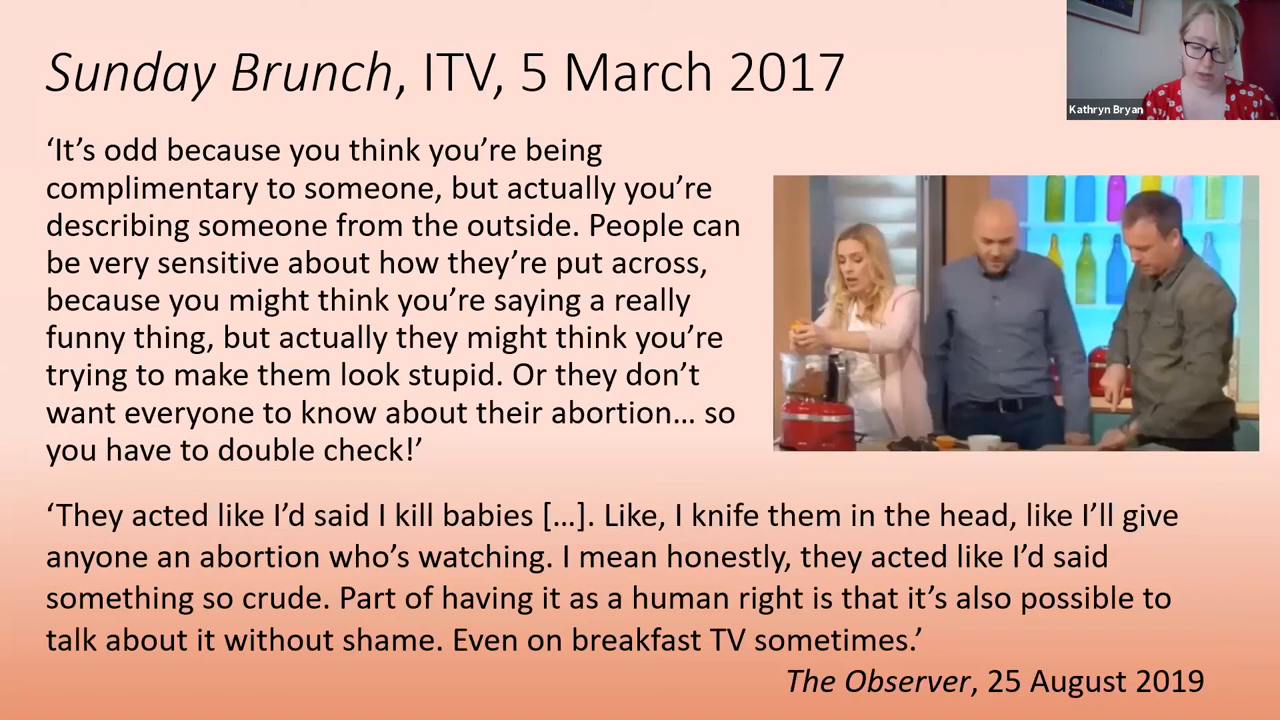 Sunday Brunch, ITV, 5 March 2017
Kathryn Bryan
‘It’s odd because you think you’re being
complimentary to someone, but actually you’re
describing someone from the outside. People can
be very sensitive about how they’re put across,
because you might think you’re saying a really
funny thing, but actually they might think you’re
trying to make them look stupid. Or they don’t
want everyone to know about their abortion… so
you have to double check!’
‘They acted like I’d said I kill babies […]. Like, I knife them in the head, like I’ll give
anyone an abortion who’s watching. I mean honestly, they acted like I’d said
something so crude. Part of having it as a human right is that it’s also possible to
talk about it without shame. Even on breakfast TV sometimes.’
The Observer, 25 August 2019